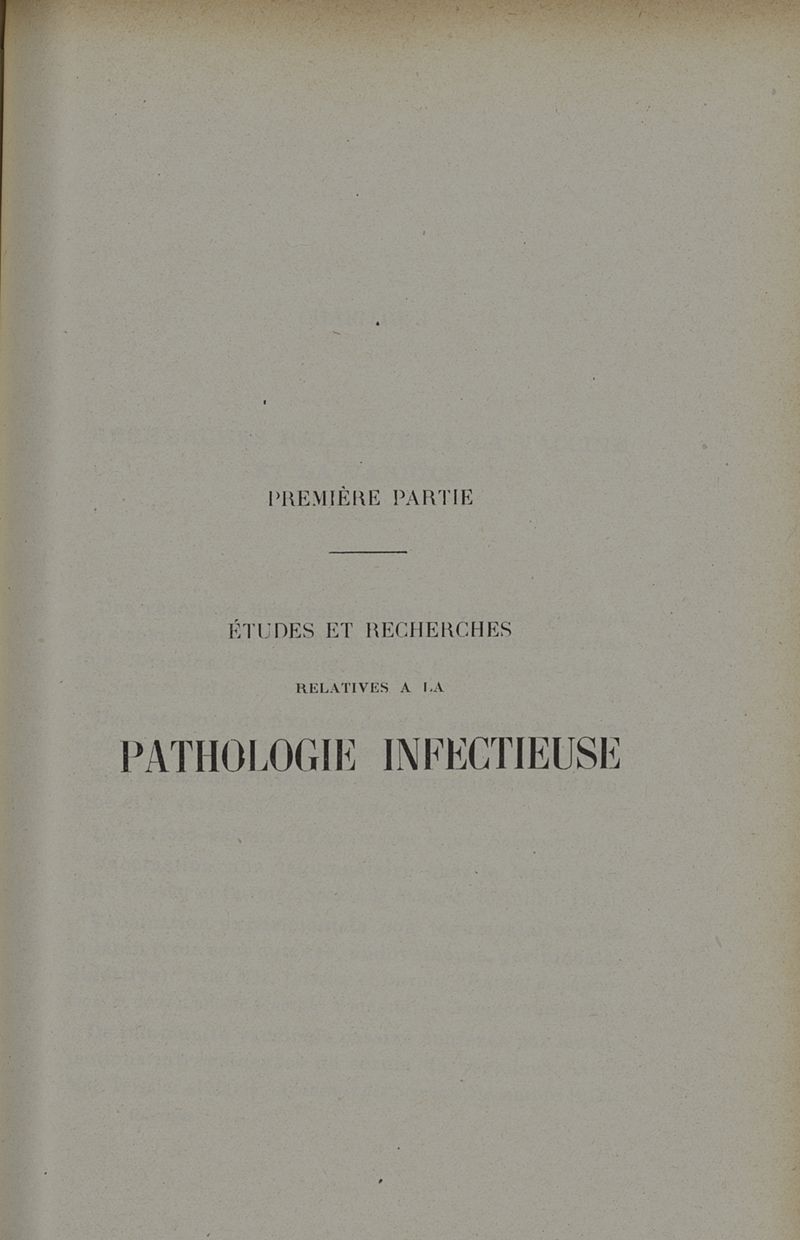 PREMIÈRE PARTIE
ÉTUDES ET RECHERCHES
RELATIVES A LA
PATHOLOGIE INFECTIEUSE